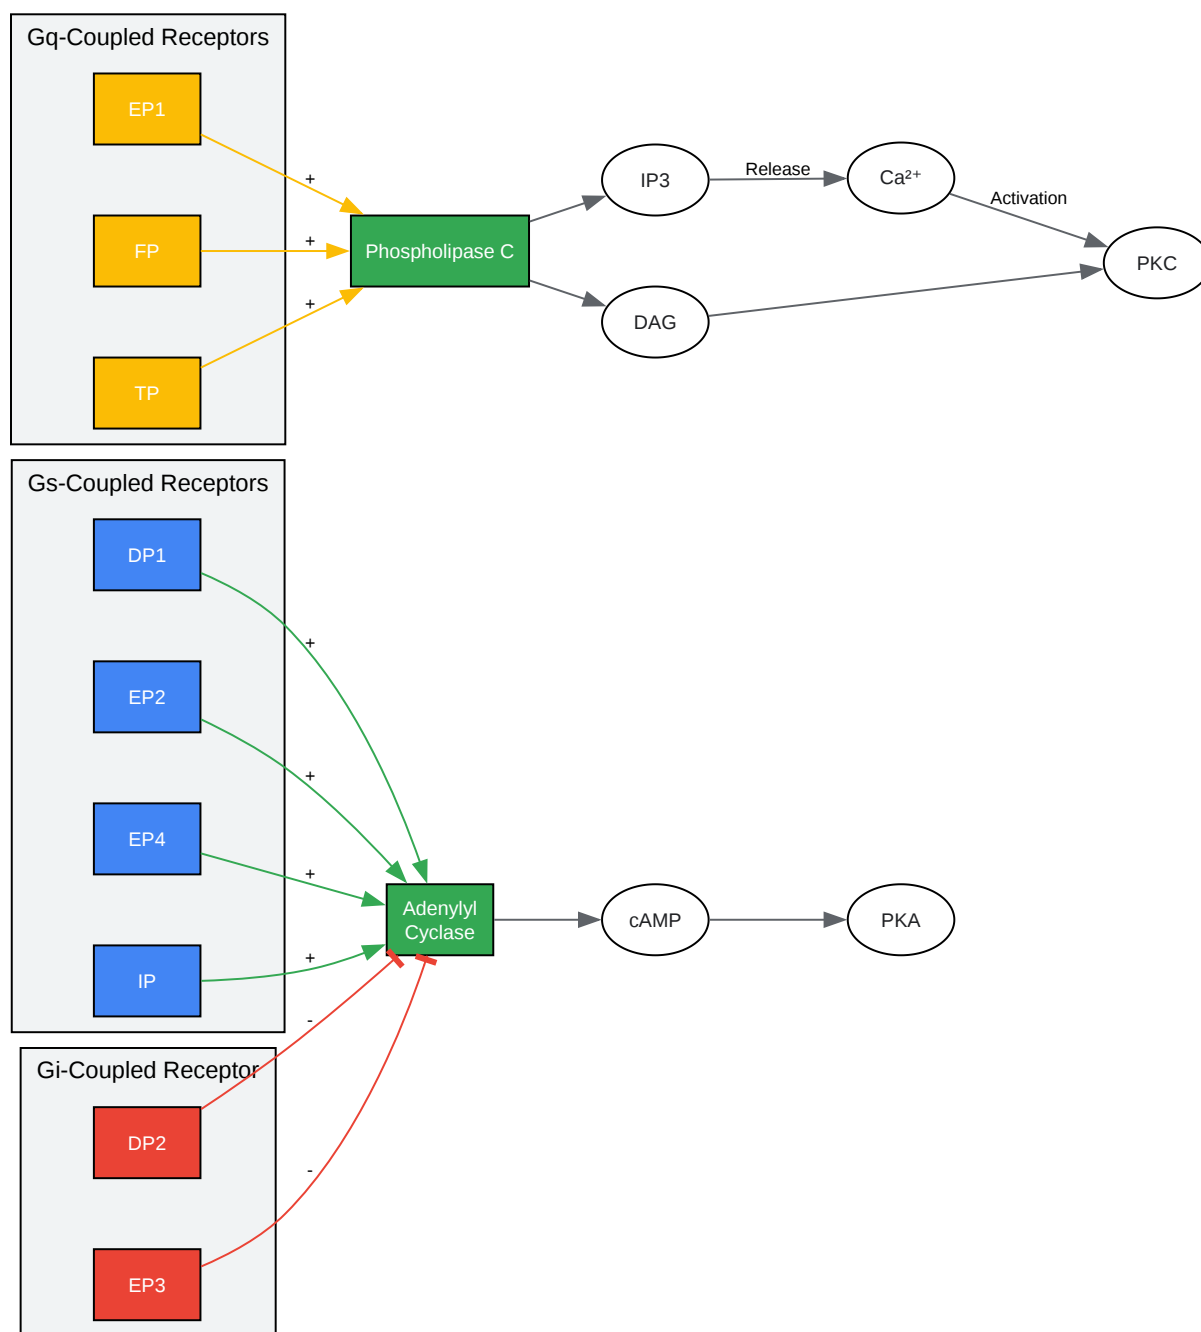 Gq-Coupled Receptors
EP1
FP
TP
+
+
+
Phospholipase C
IP3
DAG
Release
Ca²⁺
Activation
PKC
Gs-Coupled Receptors
DP1
EP2
EP4
IP
+
+
+
+
Adenylyl
Cyclase
cAMP
PKA
Gi-Coupled Receptor
DP2
EP3
-
-